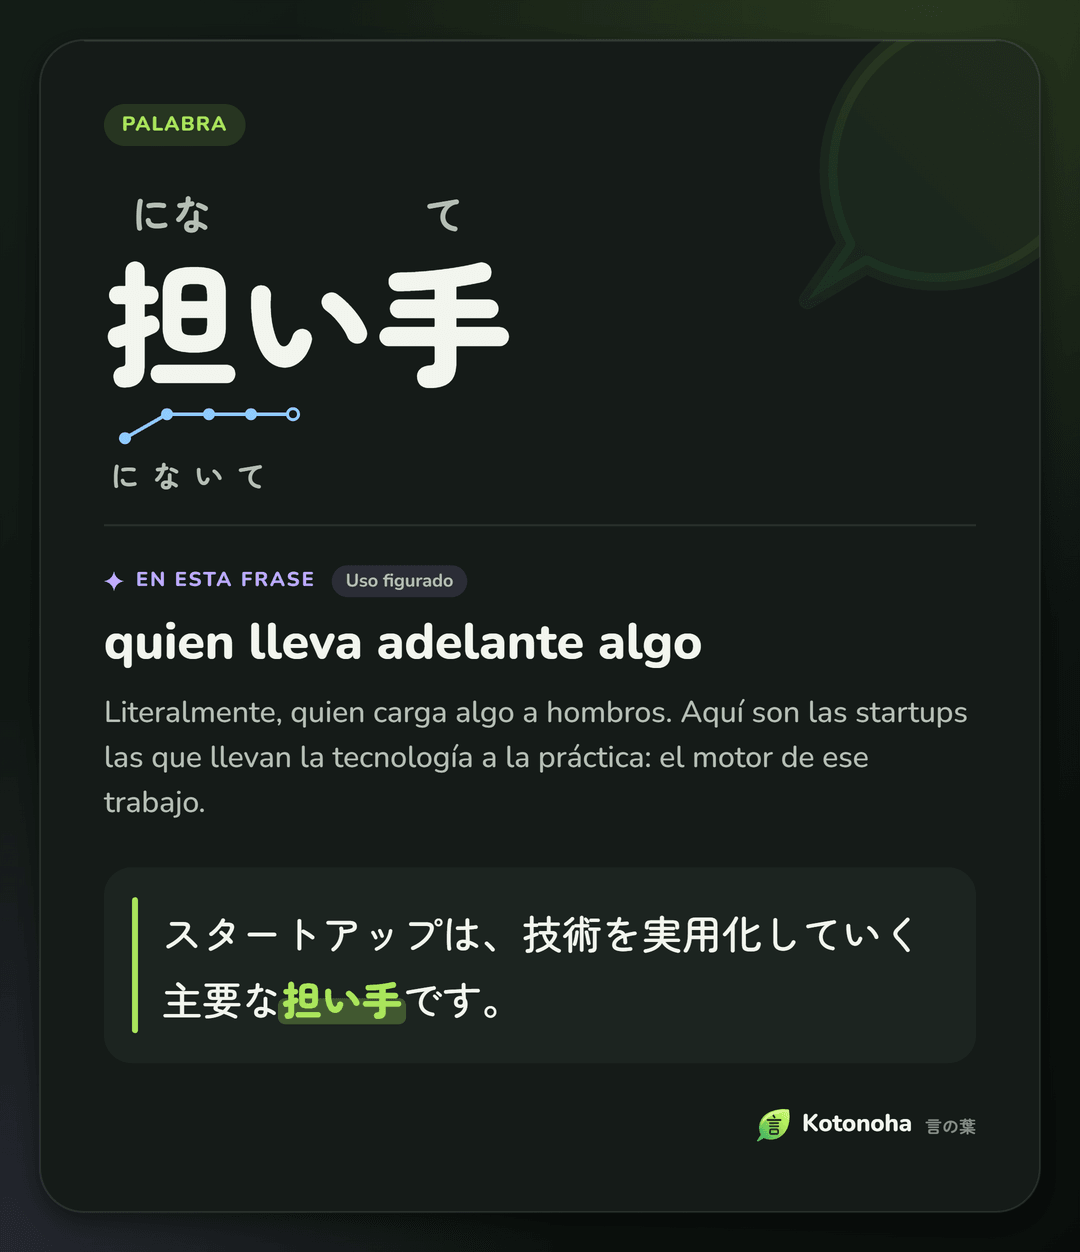 PALABRA
にな て
担い手
にないて
EN ESTA FRASE Uso figurado
quien lleva adelante algo
Literalmente, quien carga algo a hombros. Aquí son las startups
las que llevan la tecnología a la práctica: el motor de ese
trabajo.
スタートアップは、技術を実用化していく
主要な担い手です。
言 Kotonoha 言の葉